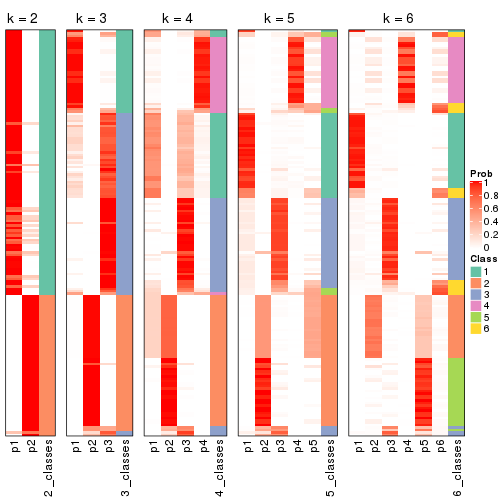 k = 2
k = 3
k = 4
k = 5
k = 6
p1
p2
2_classes
p1
p2
p3
3_classes
p1
p2
p3
p4
4_classes
p1
p2
p3
p4
p5
5_classes
p1
p2
p3
p4
p5
p6
6_classes
Prob
1
0.8
0.6
0.4
0.2
0
Class
1
2
3
4
5
6